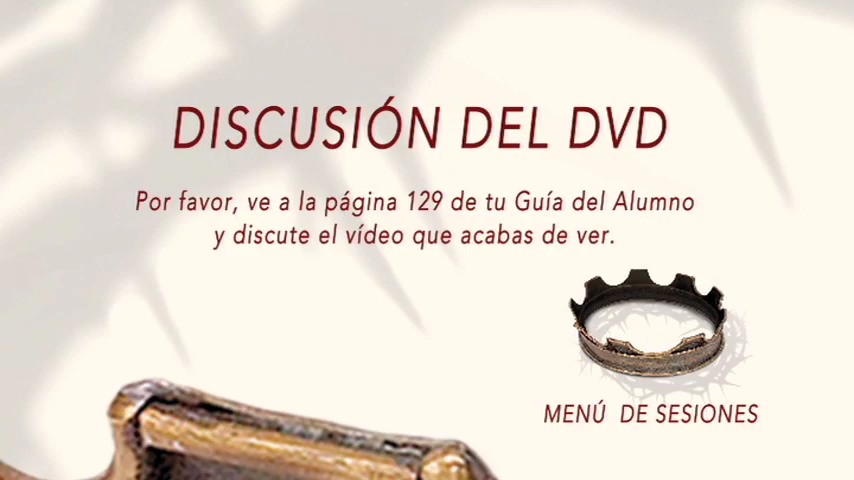 DISCUSIÓN DEL DVD
Por favor, ve a la página 129 de tu Guía del Alumno
y discute el vídeo que acabas de ver.
MENÚ DE SESIONES